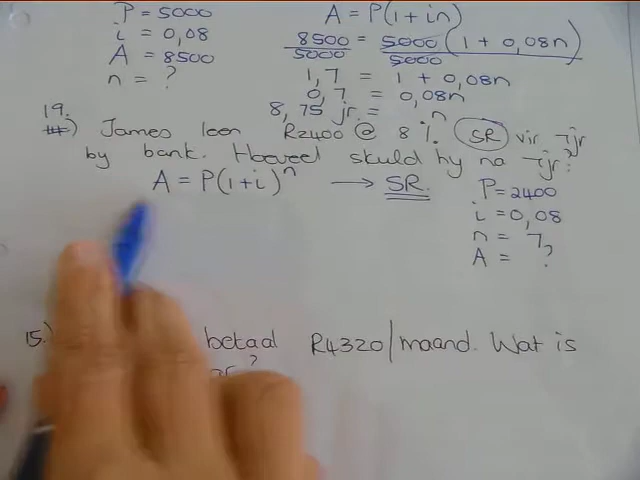 P = 5000
i = 0,08
A = 8500
n = ?
A = P(1 + in)
8500/5000 = 5000/5000 (1 + 0,08n)
1,7 = 1 + 0,08n
0,7 = 0,08n
8,75 jr. = n
19.
James leen R2400 @ 8 % SR vir 7jr
by bank. Hoeveel skuld hy na 7jr?
A = P(1+i)^n → SR.
P = 2400
i = 0,08
n = 7
A = ?
15.) betaal R4320/maand. Wat is